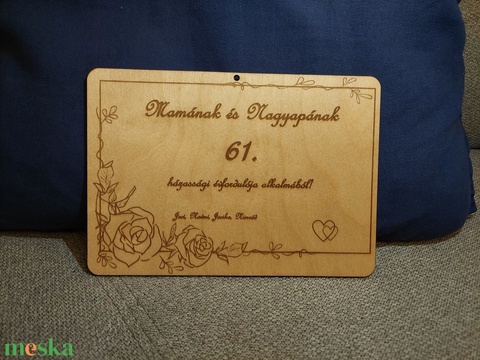 Mamának és Nagyapának
61.
házassági évfordulója alkalmából!
meska